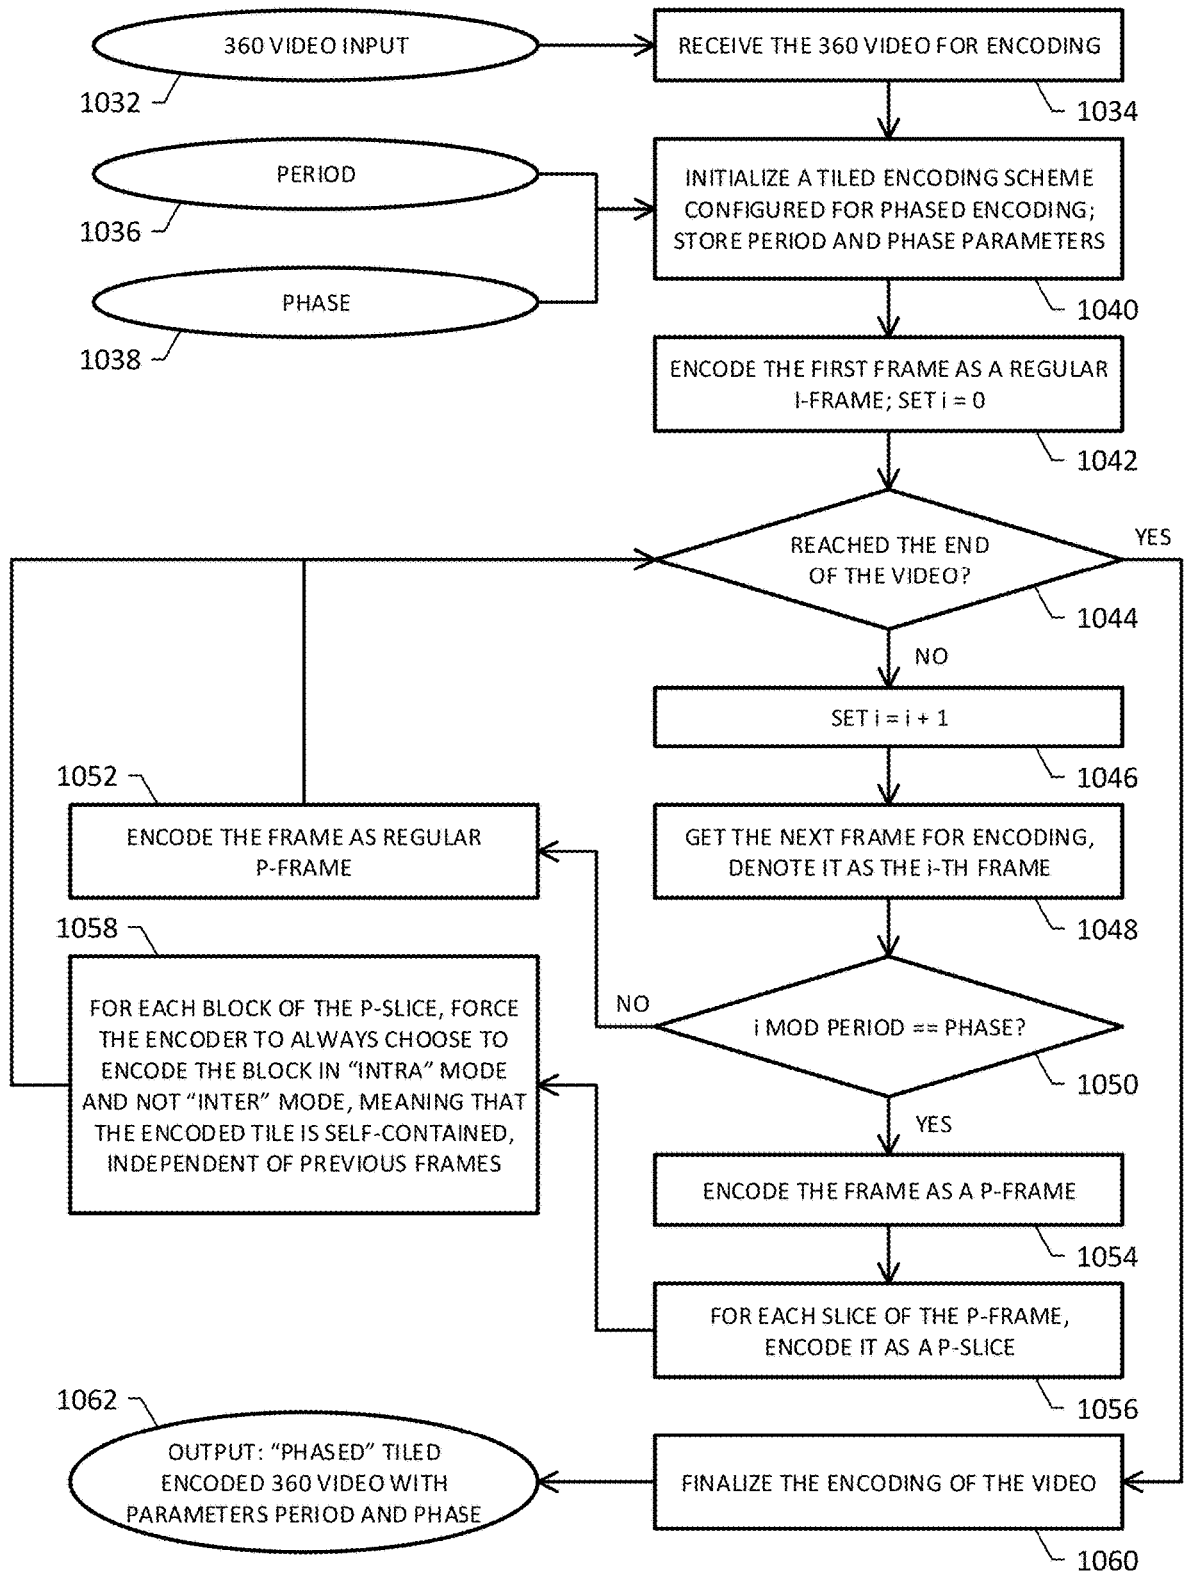 360 VIDEO INPUT
1032
RECEIVE THE 360 VIDEO FOR ENCODING
1034
PERIOD
1036
PHASE
1038
INITIALIZE A TILED ENCODING SCHEME
CONFIGURED FOR PHASED ENCODING;
STORE PERIOD AND PHASE PARAMETERS
1040
ENCODE THE FIRST FRAME AS A REGULAR
I-FRAME; SET i = 0
1042
REACHED THE END
OF THE VIDEO?
YES
1044
NO
SET i = i + 1
1046
1052
ENCODE THE FRAME AS REGULAR
P-FRAME
GET THE NEXT FRAME FOR ENCODING,
DENOTE IT AS THE i-TH FRAME
1048
1058
FOR EACH BLOCK OF THE P-SLICE, FORCE
THE ENCODER TO ALWAYS CHOOSE TO
ENCODE THE BLOCK IN “INTRA” MODE
AND NOT “INTER” MODE, MEANING THAT
THE ENCODED TILE IS SELF-CONTAINED,
INDEPENDENT OF PREVIOUS FRAMES
NO
i MOD PERIOD == PHASE?
1050
YES
ENCODE THE FRAME AS A P-FRAME
1054
FOR EACH SLICE OF THE P-FRAME,
ENCODE IT AS A P-SLICE
1056
1062
OUTPUT: “PHASED” TILED
ENCODED 360 VIDEO WITH
PARAMETERS PERIOD AND PHASE
FINALIZE THE ENCODING OF THE VIDEO
1060